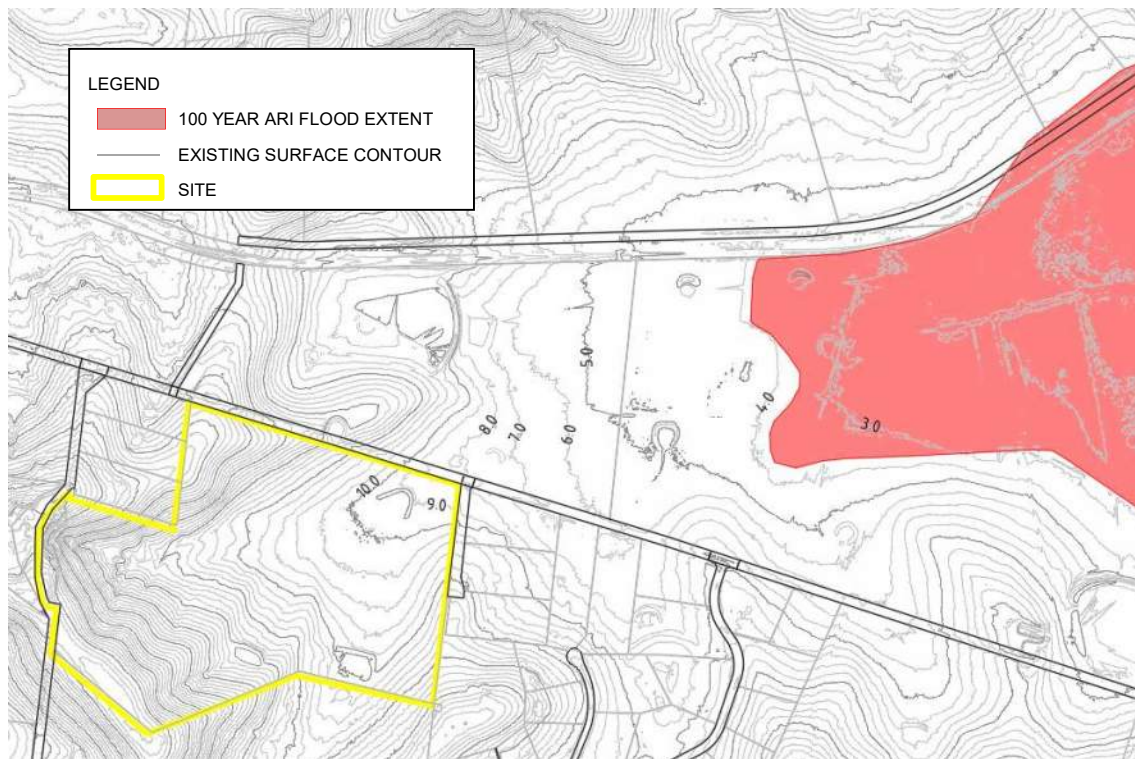 LEGEND
100 YEAR ARI FLOOD EXTENT
EXISTING SURFACE CONTOUR
SITE
5.0
4.0
8.0
7.0
6.0
3.0
10.0
9.0